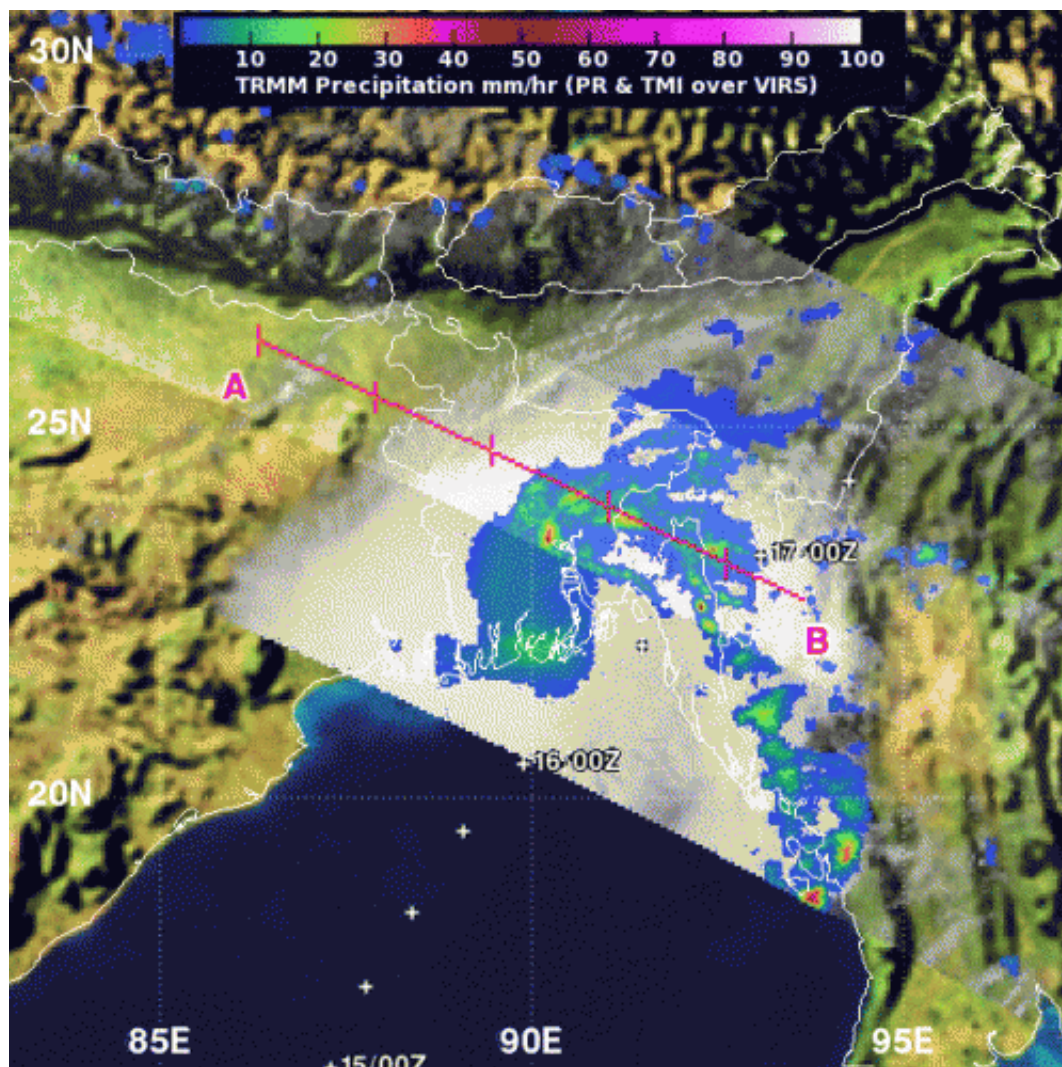 10 20 30 40 50 60 70 80 90 100
TRMM Precipitation mm/hr (PR & TMI over VIRS)
30N
A
25N
17/00Z
B
16/00Z
20N
85E 90E 95E
15/00Z